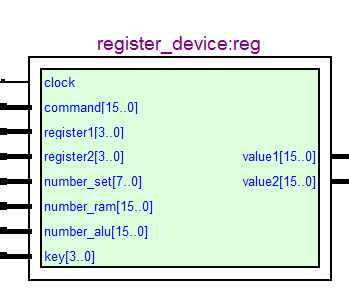 register_device:reg
clock
command[15..0]
register1[3..0]
register2[3..0] value1[15..0]
number_set[7..0] value2[15..0]
number_ram[15..0]
number_alu[15..0]
key[3..0]